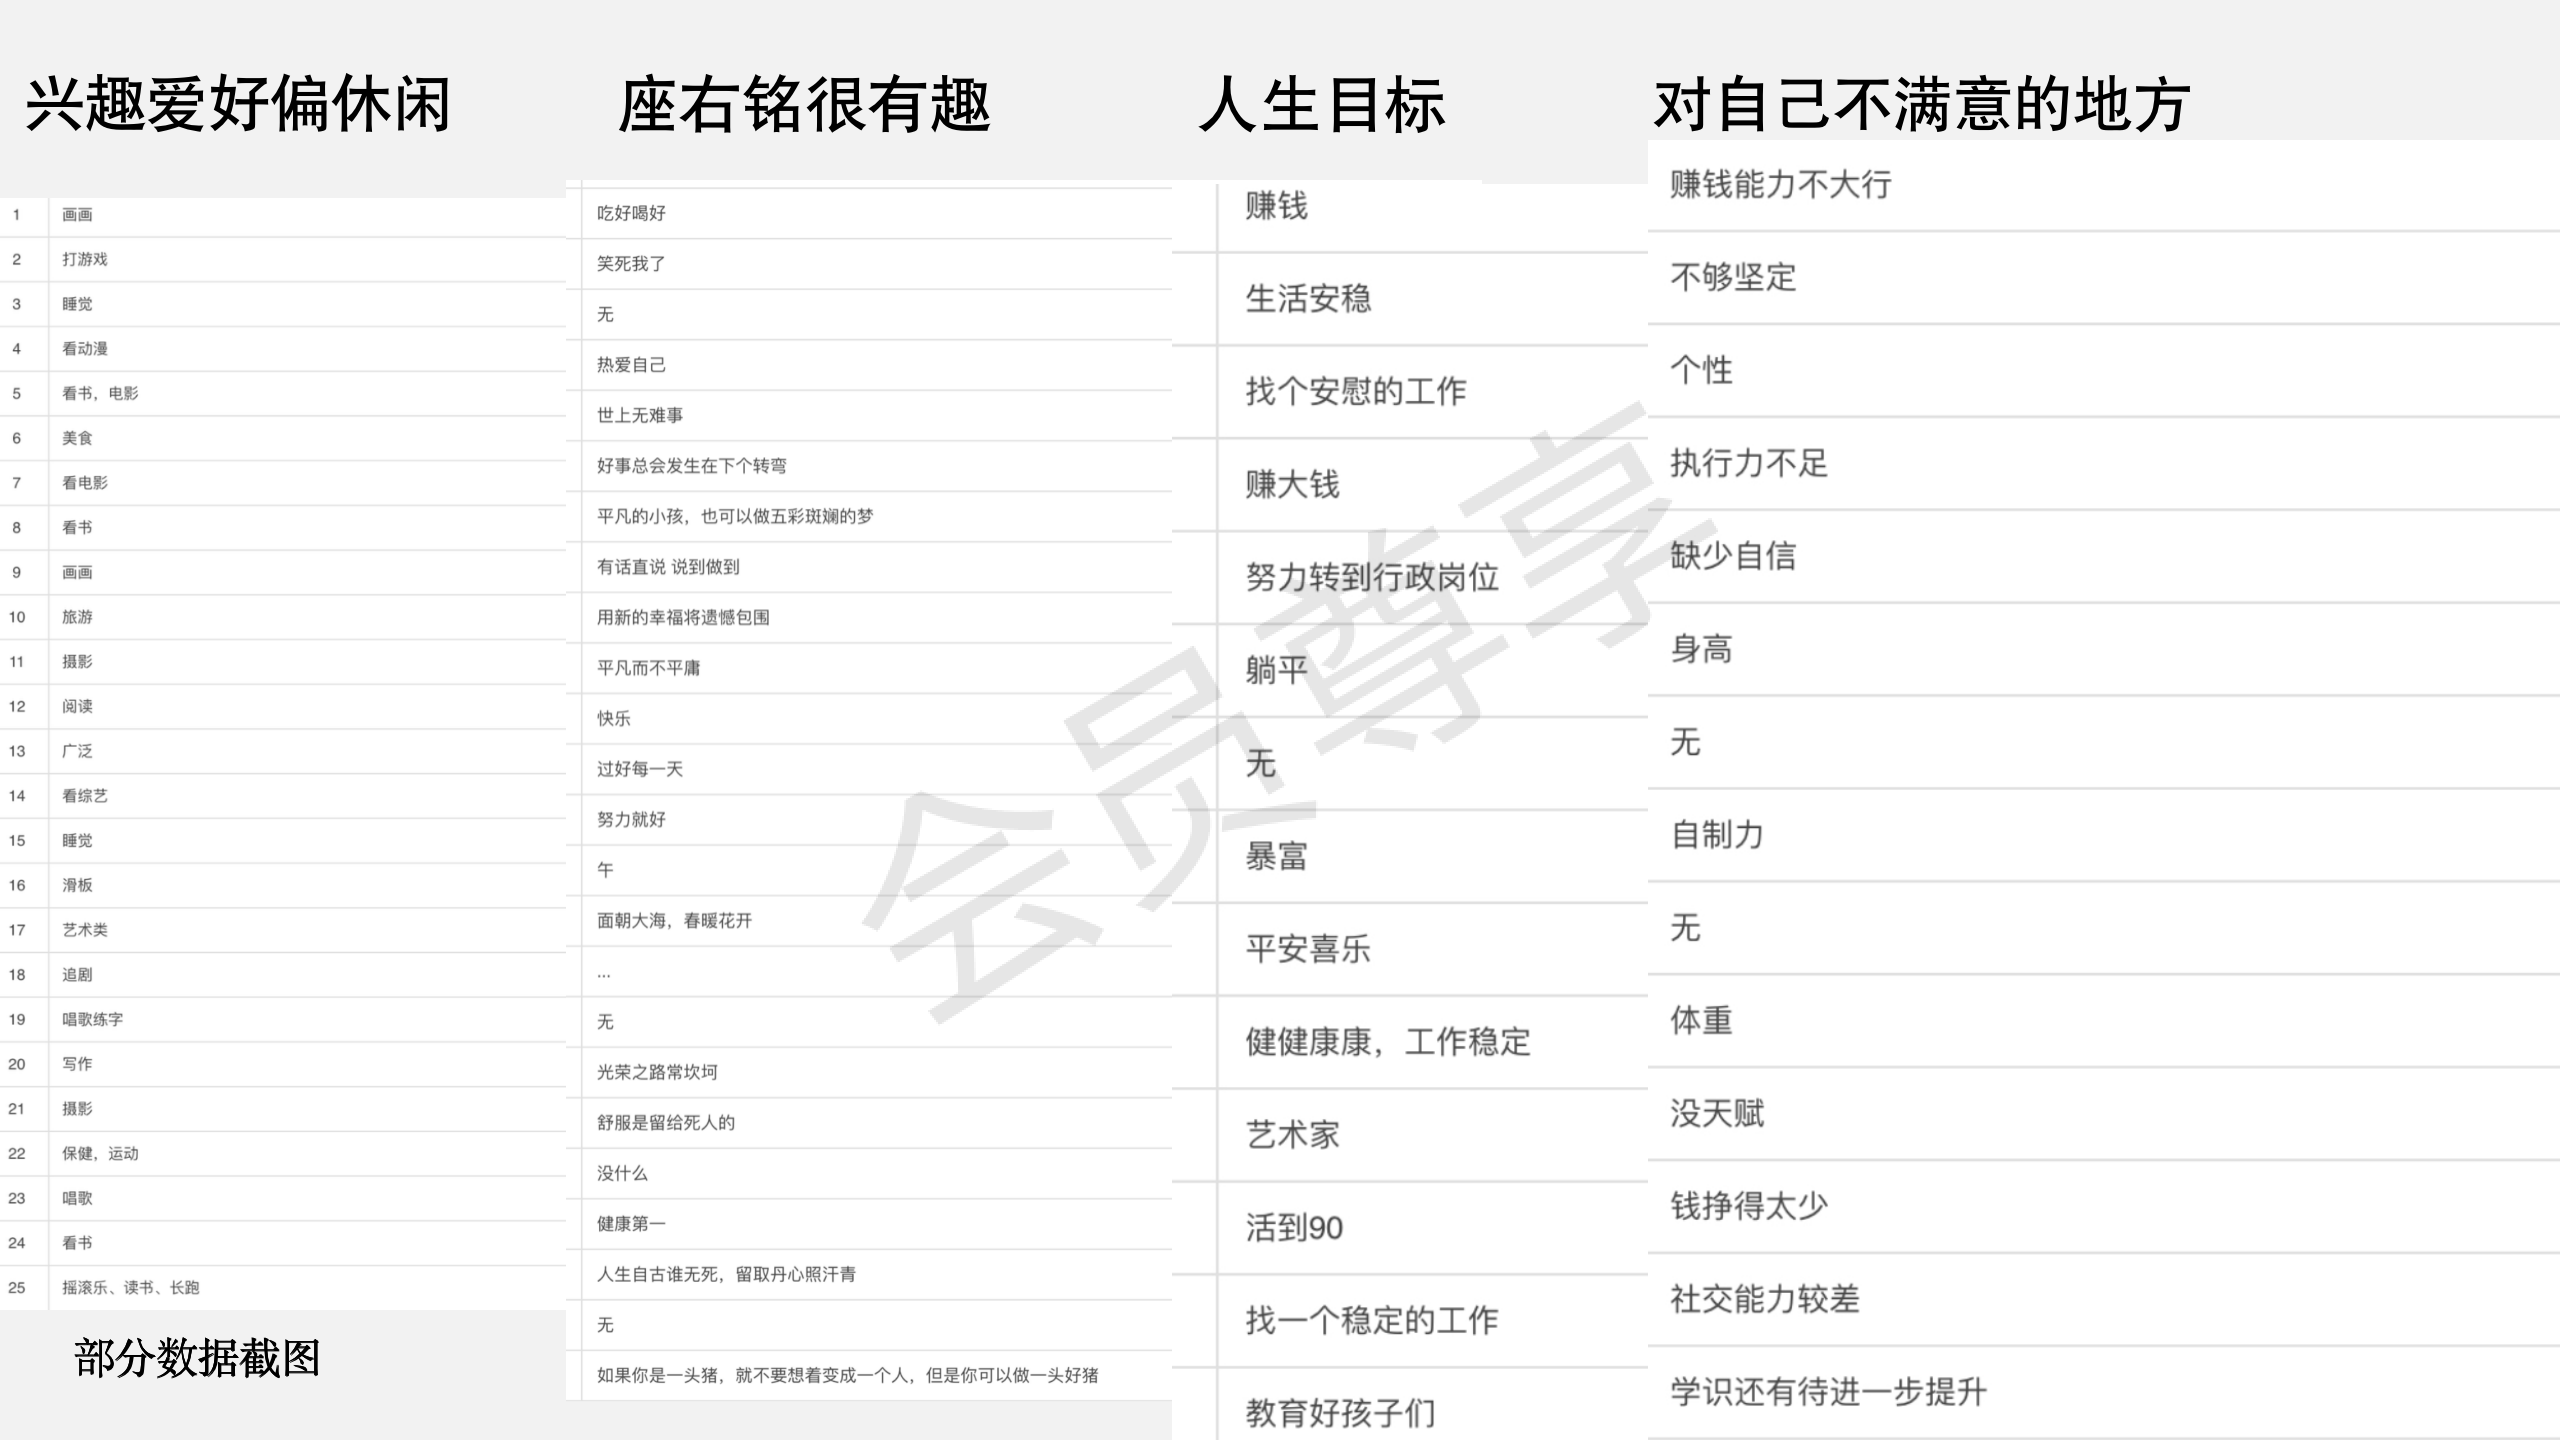 兴趣爱好偏休闲
1 画画
2 打游戏
3 睡觉
4 看动漫
5 看书，电影
6 美食
7 看电影
8 看书
9 画画
10 旅游
11 摄影
12 阅读
13 广泛
14 看综艺
15 睡觉
16 滑板
17 艺术类
18 追剧
19 唱歌练字
20 写作
21 摄影
22 保健，运动
23 唱歌
24 看书
25 摇滚乐、读书、长跑
部分数据截图
座右铭很有趣
吃好喝好
笑死我了
无
热爱自己
世上无难事
好事总会发生在下个转弯
平凡的小孩，也可以做五彩斑斓的梦
有话直说 说到做到
用新的幸福将遗憾包围
平凡而不平庸
快乐
过好每一天
努力就好
午
面朝大海，春暖花开
...
无
光荣之路常坎坷
舒服是留给死人的
没什么
健康第一
人生自古谁无死，留取丹心照汗青
无
如果你是一头猪，就不要想着变成一个人，但是你可以做一头好猪
人生目标
赚钱
生活安稳
找个安慰的工作
赚大钱
努力转到行政岗位
躺平
无
暴富
平安喜乐
健健康康，工作稳定
艺术家
活到90
找一个稳定的工作
教育好孩子们
对自己不满意的地方
赚钱能力不大行
不够坚定
个性
执行力不足
缺少自信
身高
无
自制力
无
体重
没天赋
钱挣得太少
社交能力较差
学识还有待进一步提升
会员尊享